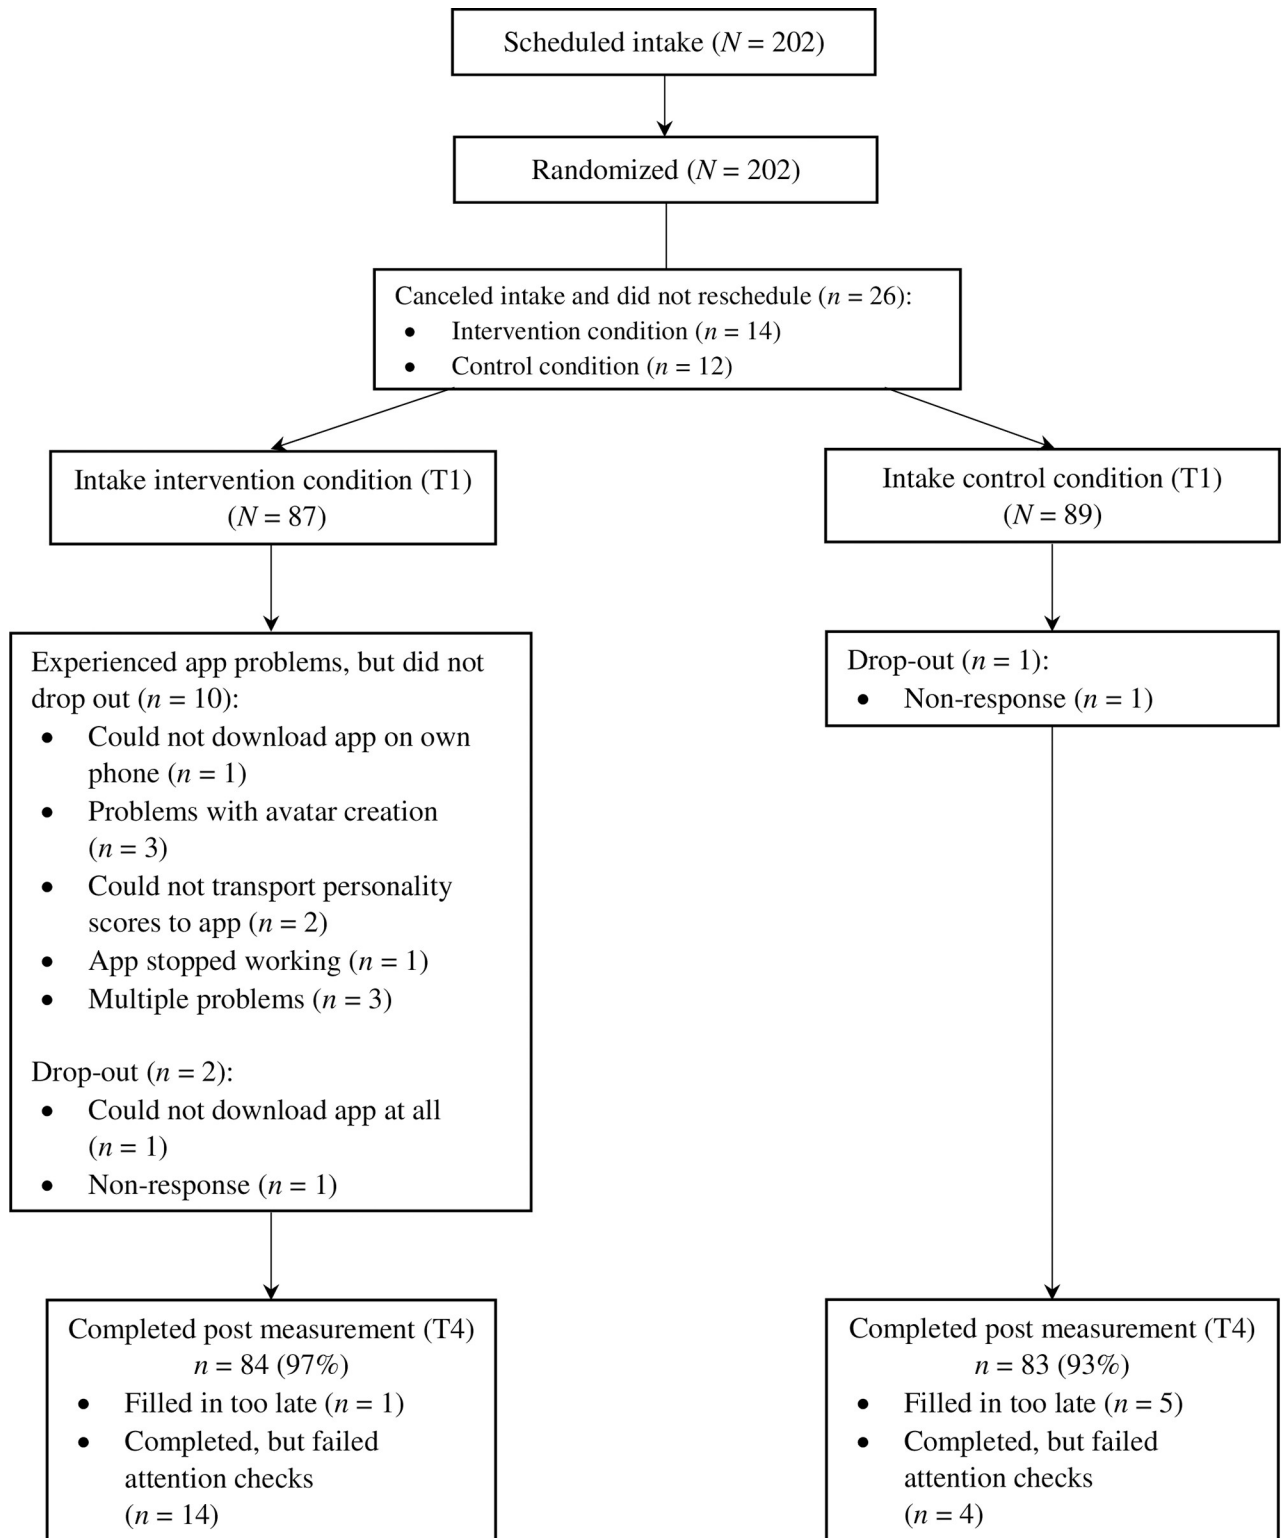 Scheduled intake (N = 202)
Randomized (N = 202)
Canceled intake and did not reschedule (n = 26):
• Intervention condition (n = 14)
• Control condition (n = 12)
Intake intervention condition (T1)
(N = 87)
Intake control condition (T1)
(N = 89)
Experienced app problems, but did not
drop out (n = 10):
• Could not download app on own
phone (n = 1)
• Problems with avatar creation
(n = 3)
• Could not transport personality
scores to app (n = 2)
• App stopped working (n = 1)
• Multiple problems (n = 3)
Drop-out (n = 2):
• Could not download app at all
(n = 1)
• Non-response (n = 1)
Drop-out (n = 1):
• Non-response (n = 1)
Completed post measurement (T4)
n = 84 (97%)
• Filled in too late (n = 1)
• Completed, but failed
attention checks
(n = 14)
Completed post measurement (T4)
n = 83 (93%)
• Filled in too late (n = 5)
• Completed, but failed
attention checks
(n = 4)